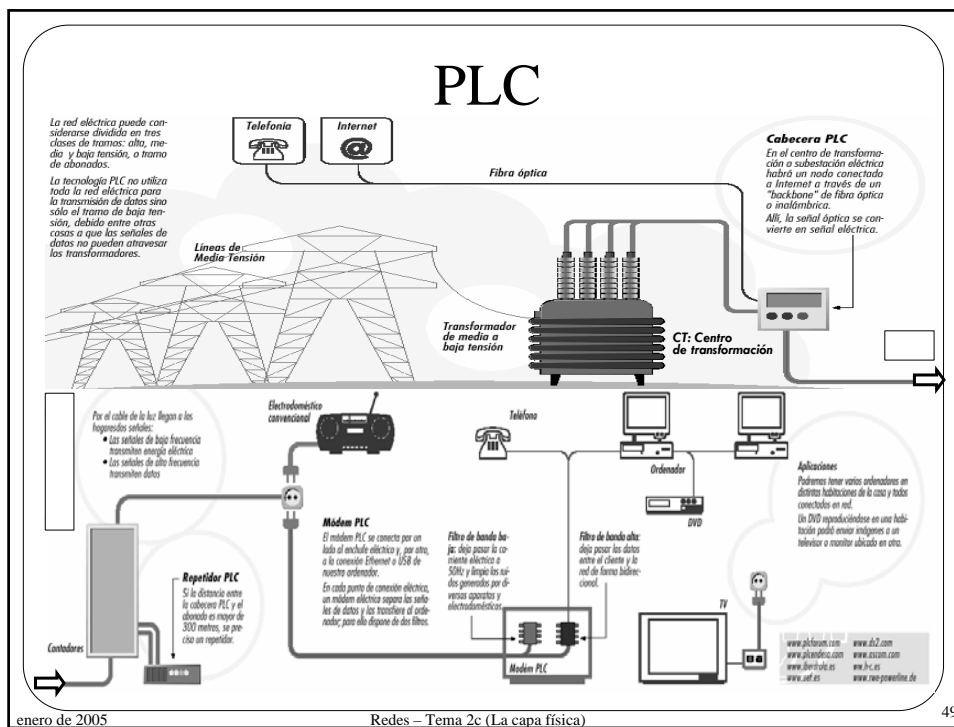 PLC
La red eléctrica puede con-
siderarse dividida en tres
clases de tramos: alta, me-
dia y baja tensión, o tramo
de abonados.
La tecnología PLC no utiliza
toda la red eléctrica para
la transmisión de datos sino
sólo el tramo de baja ten-
sión, debido entre otras
cosas a que las señales de
datos no pueden atravesar
los transformadores.
Telefonía
Internet
@
Fibra óptica
Cabecera PLC
En el centro de transforma-
ción o subestación eléctrica
habrá un nodo conectado
a Internet a través de un
"backbone" de fibra óptica
o inalámbrica.
Allí, la señal óptica se con-
vierte en señal eléctrica.
Líneas de
Media Tensión
Transformador
de media a
baja tensión
CT: Centro
de transformación
Por el cable de la luz llegan a los
hogares dos señales:
• Las señales de baja frecuencia
transmiten energía eléctrica
• Las señales de alta frecuencia
transmiten datos
Electrodoméstico
convencional
Teléfono
Ordenador
DVD
Aplicaciones
Podremos tener varios ordenadores en
distintas habitaciones de la casa y todos
conectados en red.
Un DVD reproduciéndose en una habi-
tación podrá enviar imágenes a un
televisor o monitor ubicado en otra.
Módem PLC
El módem PLC se conecta por un
lado al enchufe eléctrico y, por otro,
a la conexión Ethernet o USB de
nuestro ordenador.
En cada punto de conexión eléctrica,
un módem eléctrico separa las seña-
les de datos y las transfiere al orde-
nador; para ello dispone de dos filtros.
Filtro de banda ba-
ja: deja pasar la co-
rriente eléctrica a
50Hz y limpia los rui-
dos generados por di-
versos aparatos y
electrodomésticos.
Filtro de banda alta:
deja pasar los datos
entre el cliente y la
red de forma bidirec-
cional.
Repetidor PLC
Si la distancia entre
la cabecera PLC y el
abonado es mayor de
300 metros, se pre-
cisa un repetidor.
Contadores
Modém PLC
TV
www.plcforum.com www.ds2.com
www.plcendesa.com www.ascom.com
www.iberdrola.es ww.h-c.es
www.uef.es www.rwe-powerline.de
enero de 2005
Redes – Tema 2c (La capa física)
49